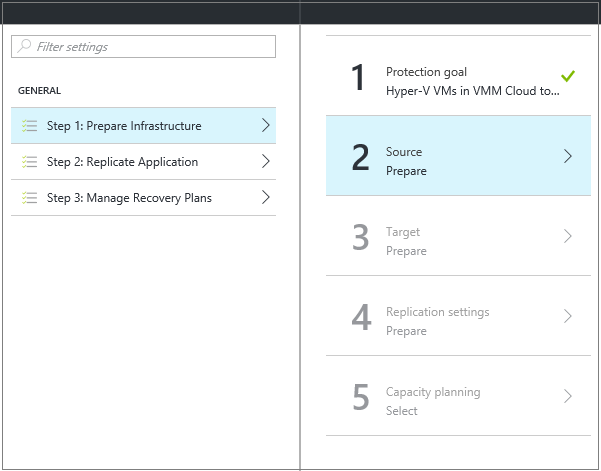 Filter settings
GENERAL
Step 1: Prepare Infrastructure
Step 2: Replicate Application
Step 3: Manage Recovery Plans
1
Protection goal
Hyper-V VMs in VMM Cloud to...
2
Source
Prepare
3
Target
Prepare
4
Replication settings
Prepare
5
Capacity planning
Select